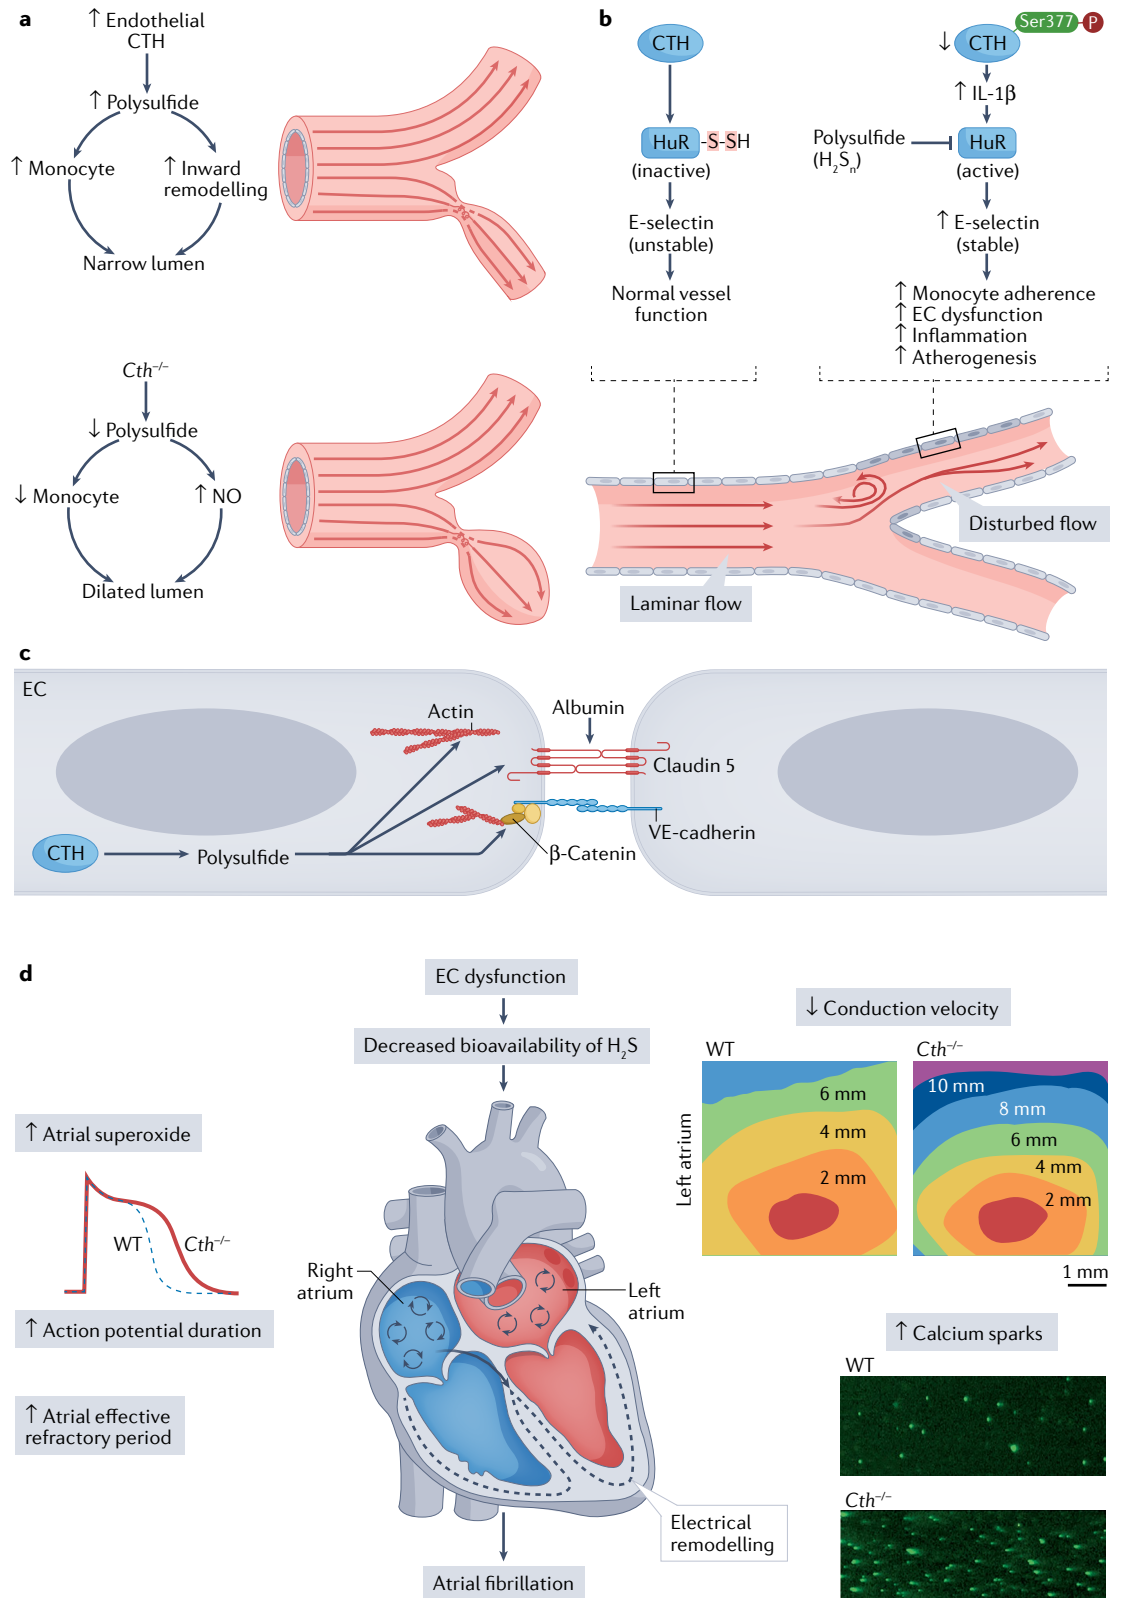 a
↑ Endothelial
CTH
↑ Polysulfide
↑ Monocyte
↑ Inward
remodelling
Narrow lumen
Cth–/–
↓ Polysulfide
↓ Monocyte
↑ NO
Dilated lumen
b
CTH
HuR
-S-SH
(inactive)
E-selectin
(unstable)
Normal vessel
function
↓ CTH
Ser377
P
↑ IL-1β
Polysulfide
(H2Sn)
HuR
(active)
↑ E-selectin
(stable)
↑ Monocyte adherence
↑ EC dysfunction
↑ Inflammation
↑ Atherogenesis
Disturbed flow
Laminar flow
c
EC
Actin
Albumin
Claudin 5
VE-cadherin
β-Catenin
CTH
Polysulfide
d
EC dysfunction
Decreased bioavailability of H2S
↑ Atrial superoxide
WT
Cth–/–
↑ Action potential duration
↑ Atrial effective
refractory period
Right
atrium
Left
atrium
Electrical
remodelling
Atrial fibrillation
↓ Conduction velocity
WT
Cth–/–
Left atrium
6 mm
4 mm
2 mm
10 mm
8 mm
6 mm
4 mm
2 mm
1 mm
↑ Calcium sparks
WT
Cth–/–